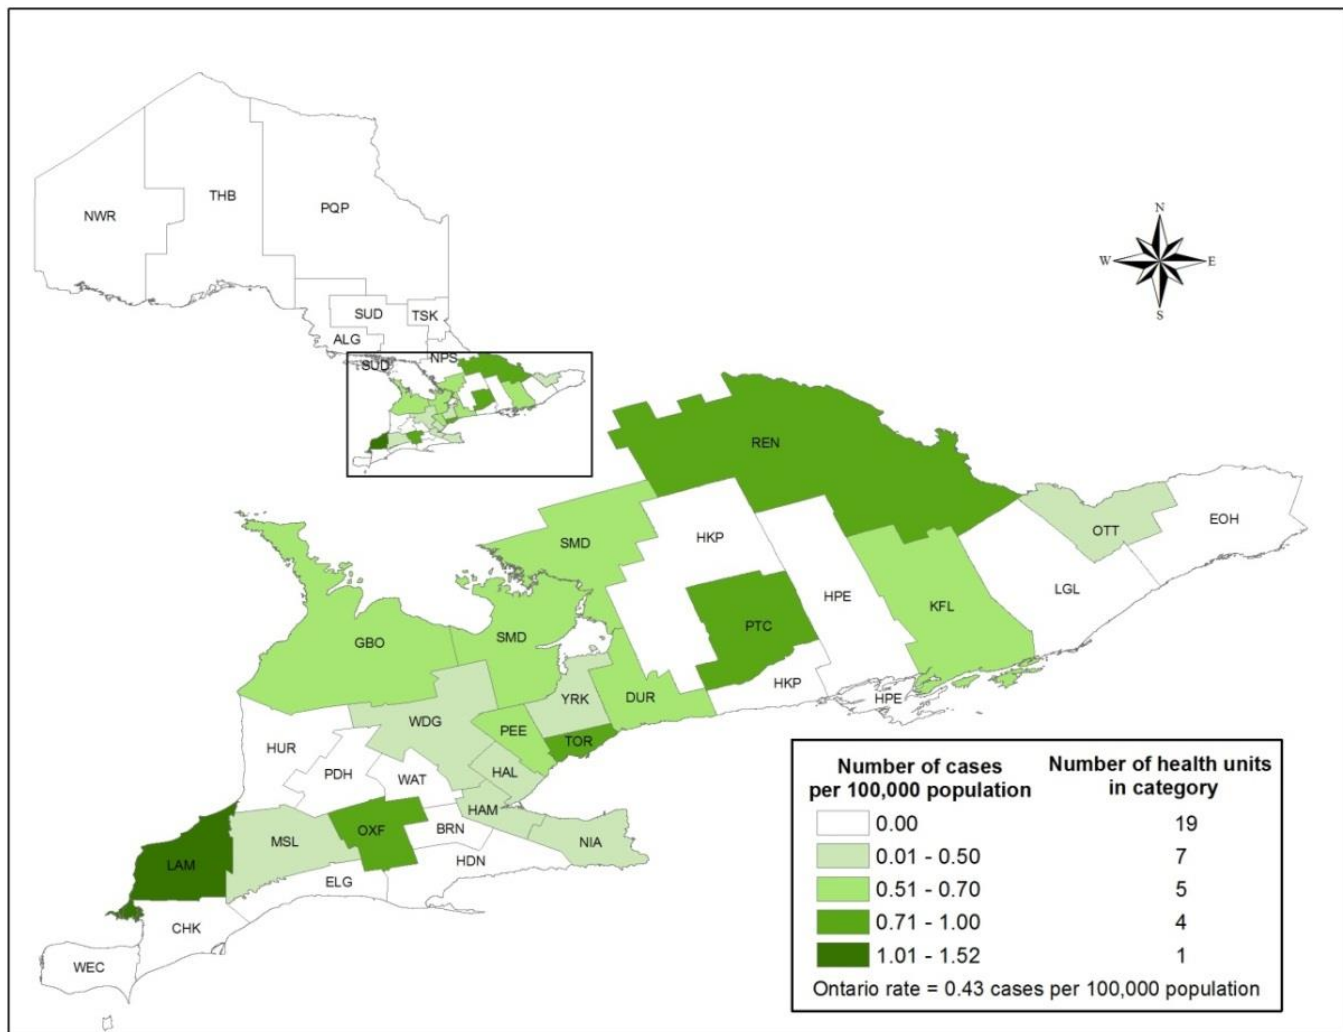 N
W E
S
THB
NWR
PQP
SUD
TSK
ALG
NPS
SUD
REN
HKP
SMD
OTT
EOH
HPE
LGL
KFL
PTC
GBO
SMD
HKP
HPE
YRK
DUR
WDG
PEE
TOR
HUR
PDH
WAT
HAL
HAM
OXF
BRN
MSL
NIA
LAM
HDN
ELG
CHK
WEC
Number of cases per 100,000 population
Number of health units in category
0.00 19
0.01 - 0.50 7
0.51 - 0.70 5
0.71 - 1.00 4
1.01 - 1.52 1
Ontario rate = 0.43 cases per 100,000 population